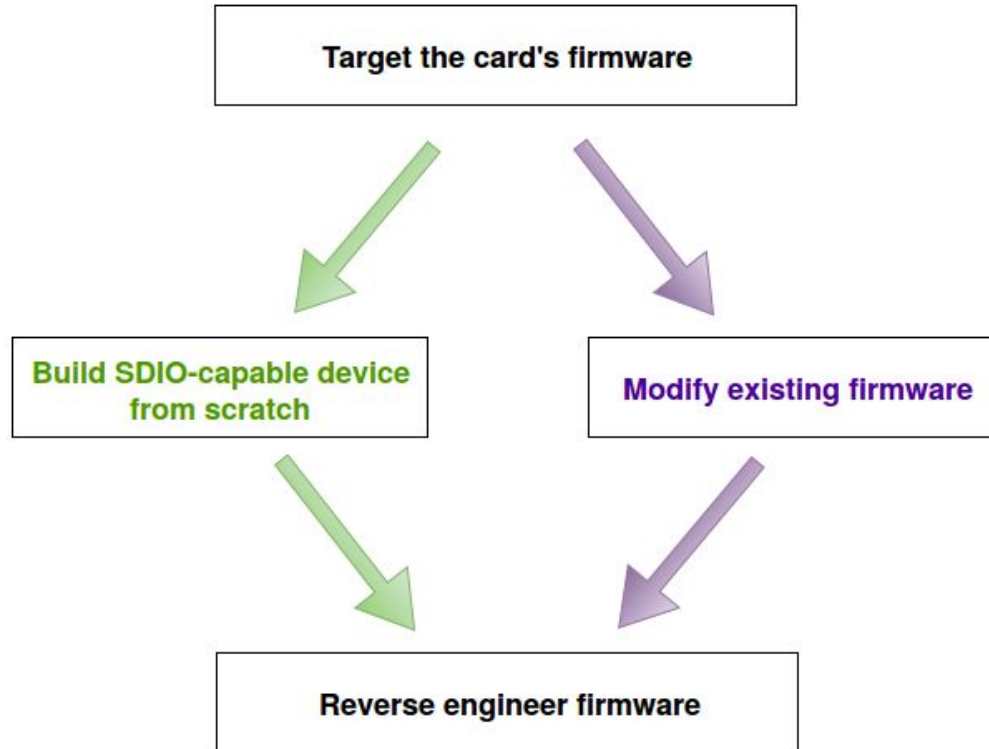 Target the card's firmware
Build SDIO-capable device
from scratch
Modify existing firmware
Reverse engineer firmware